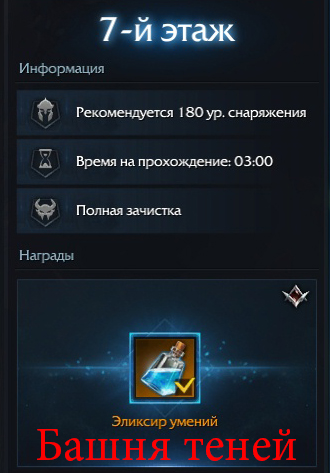 7-й этаж
Информация
Рекомендуется 180 ур. снаряжения
Время на прохождение: 03:00
Полная зачистка
Награды
Эликсир умений
Башня теней